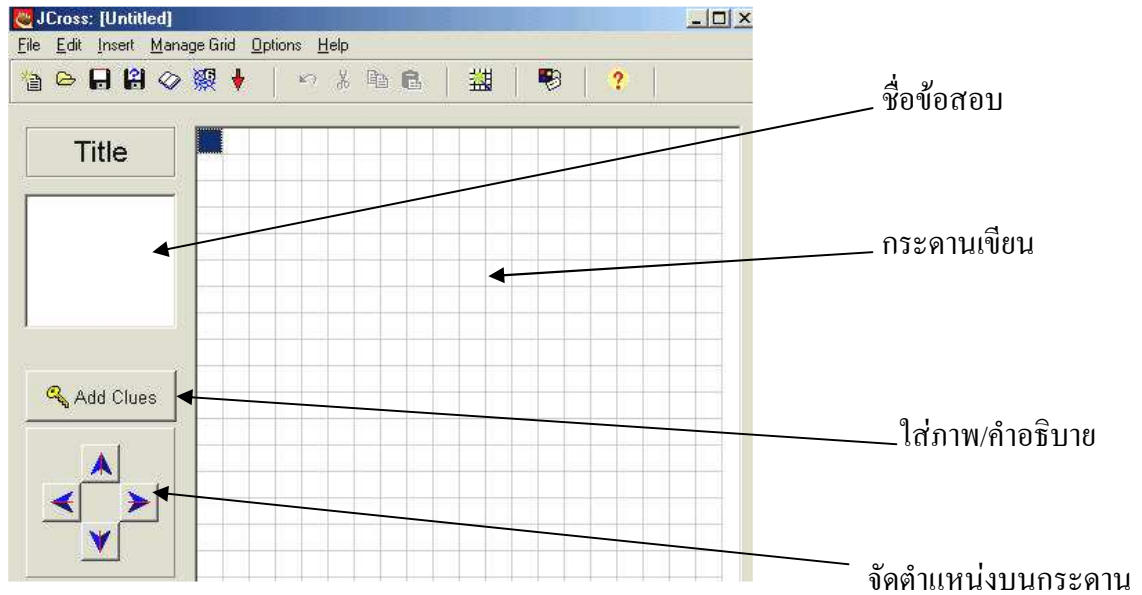 JCross: [Untitled]
File Edit Insert Manage Grid Options Help
ชื่อข้อสอบ
Title
กระดานเขียน
Add Clues
ใส่ภาพ/คำอธิบาย
จัดตำแหน่งบนกระดาน